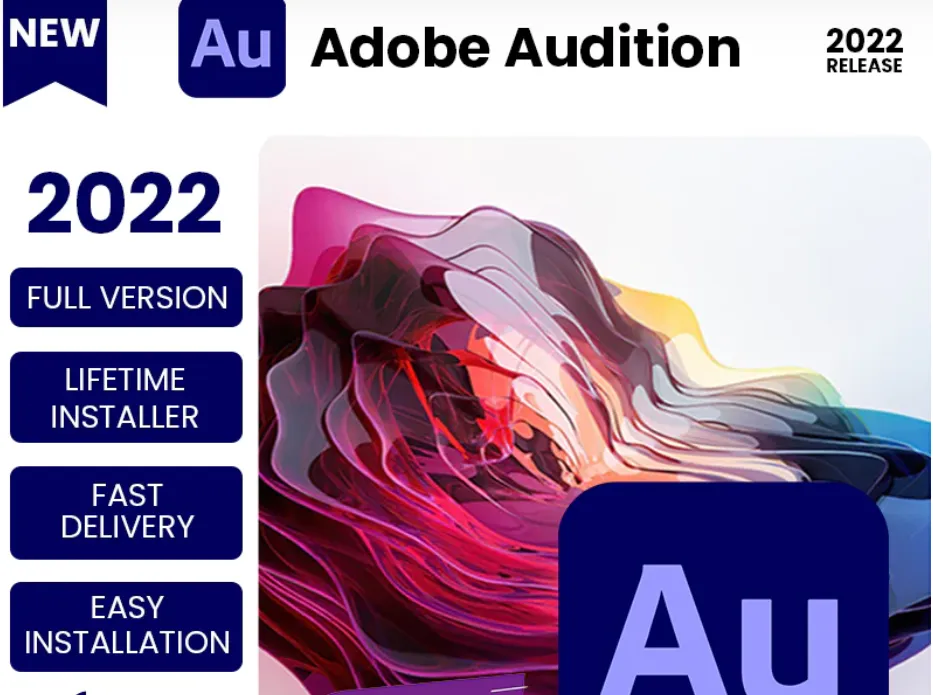 NEW
Au
Adobe Audition
2022
RELEASE
2022
FULL VERSION
LIFETIME
INSTALLER
FAST
DELIVERY
EASY
INSTALLATION
Au